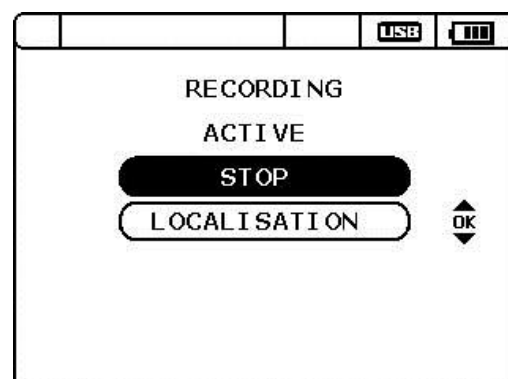 USB
RECORDING
ACTIVE
STOP
LOCALISATION
OK